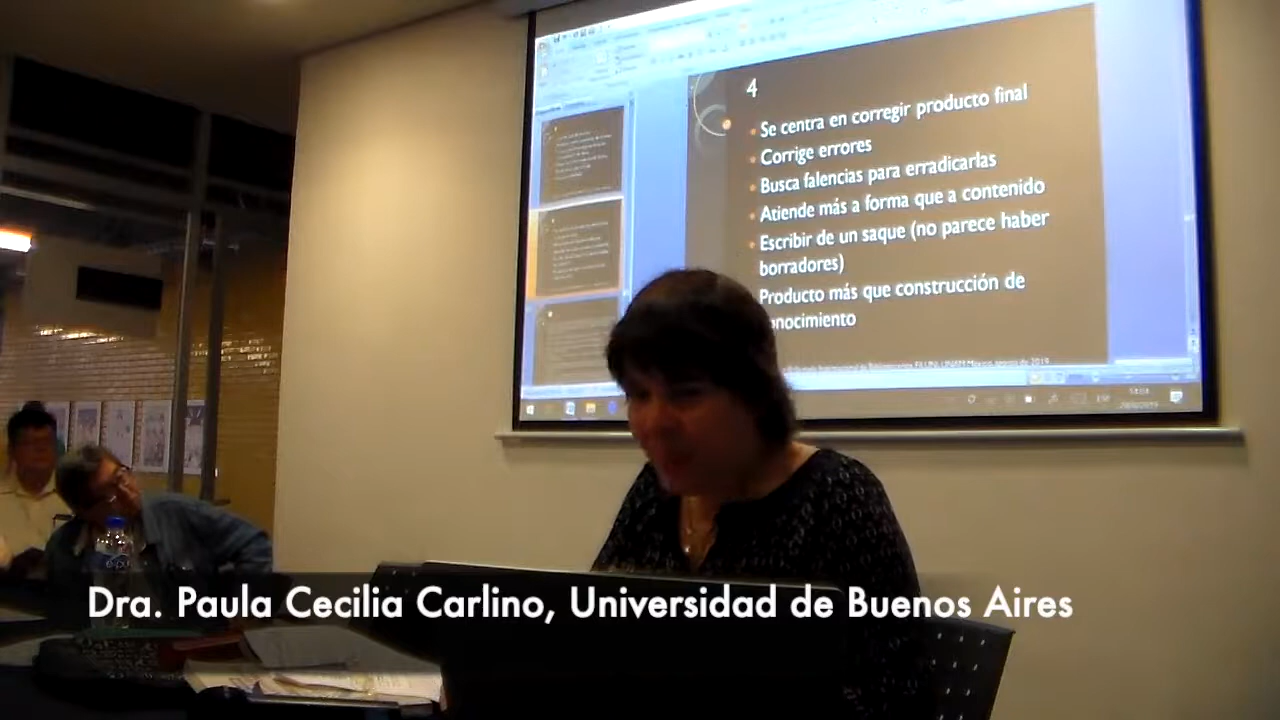 4
Se centra en corregir producto final
Corrige errores
Busca falencias para erradicarlas
Atiende más a forma que a contenido
Escribir de un saque (no parece haber
borradores)
Producto más que construcción de
Dra. Paula Cecilia Carlino, Universidad de Buenos Aires